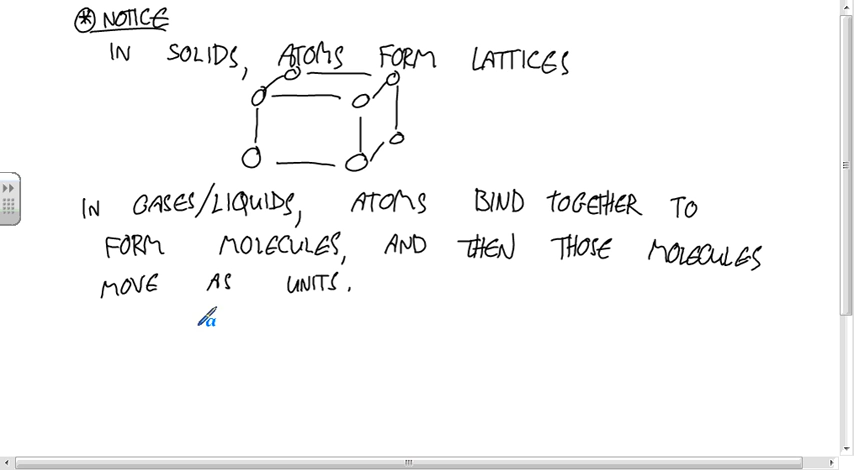 * NOTICE
IN SOLIDS, ATOMS FORM LATTICES
IN GASES/LIQUIDS, ATOMS BIND TOGETHER TO
FORM MOLECULES, AND THEN THOSE MOLECULES
MOVE AS UNITS.
a